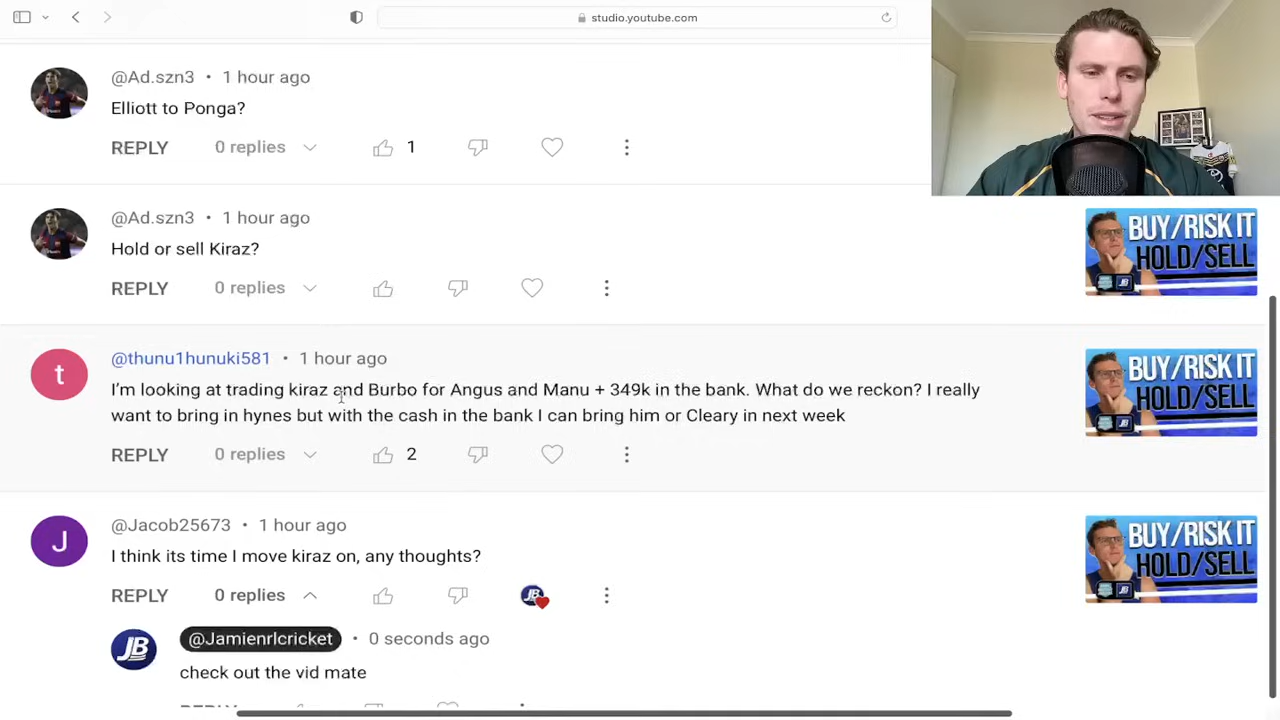 studio.youtube.com
@Ad.szn3 • 1 hour ago
Elliott to Ponga?
REPLY 0 replies 1
@Ad.szn3 • 1 hour ago
Hold or sell Kiraz?
REPLY 0 replies
BUY/RISK IT
HOLD/SELL
JB
t
@thunu1hunuki581 • 1 hour ago
I'm looking at trading kiraz and Burbo for Angus and Manu + 349k in the bank. What do we reckon? I really
want to bring in hynes but with the cash in the bank I can bring him or Cleary in next week
REPLY 0 replies 2
BUY/RISK IT
HOLD/SELL
JB
J
@Jacob25673 • 1 hour ago
I think its time I move kiraz on, any thoughts?
REPLY 0 replies JB
BUY/RISK IT
HOLD/SELL
JB
JB
@Jamienrlcricket • 0 seconds ago
check out the vid mate